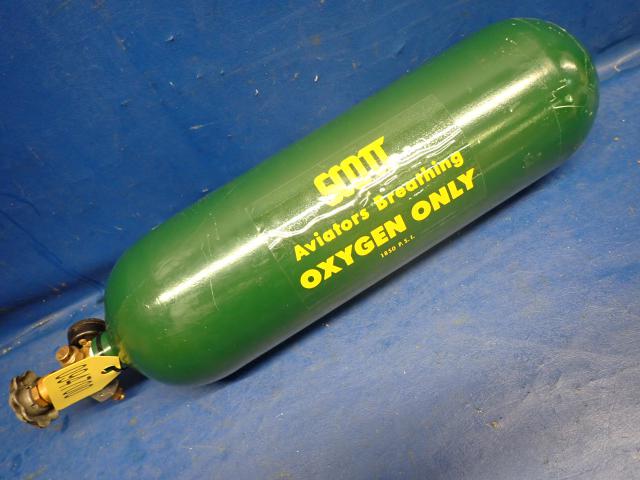 SCOTT
Aviators Breathing
OXYGEN ONLY
1850 P.S.I.